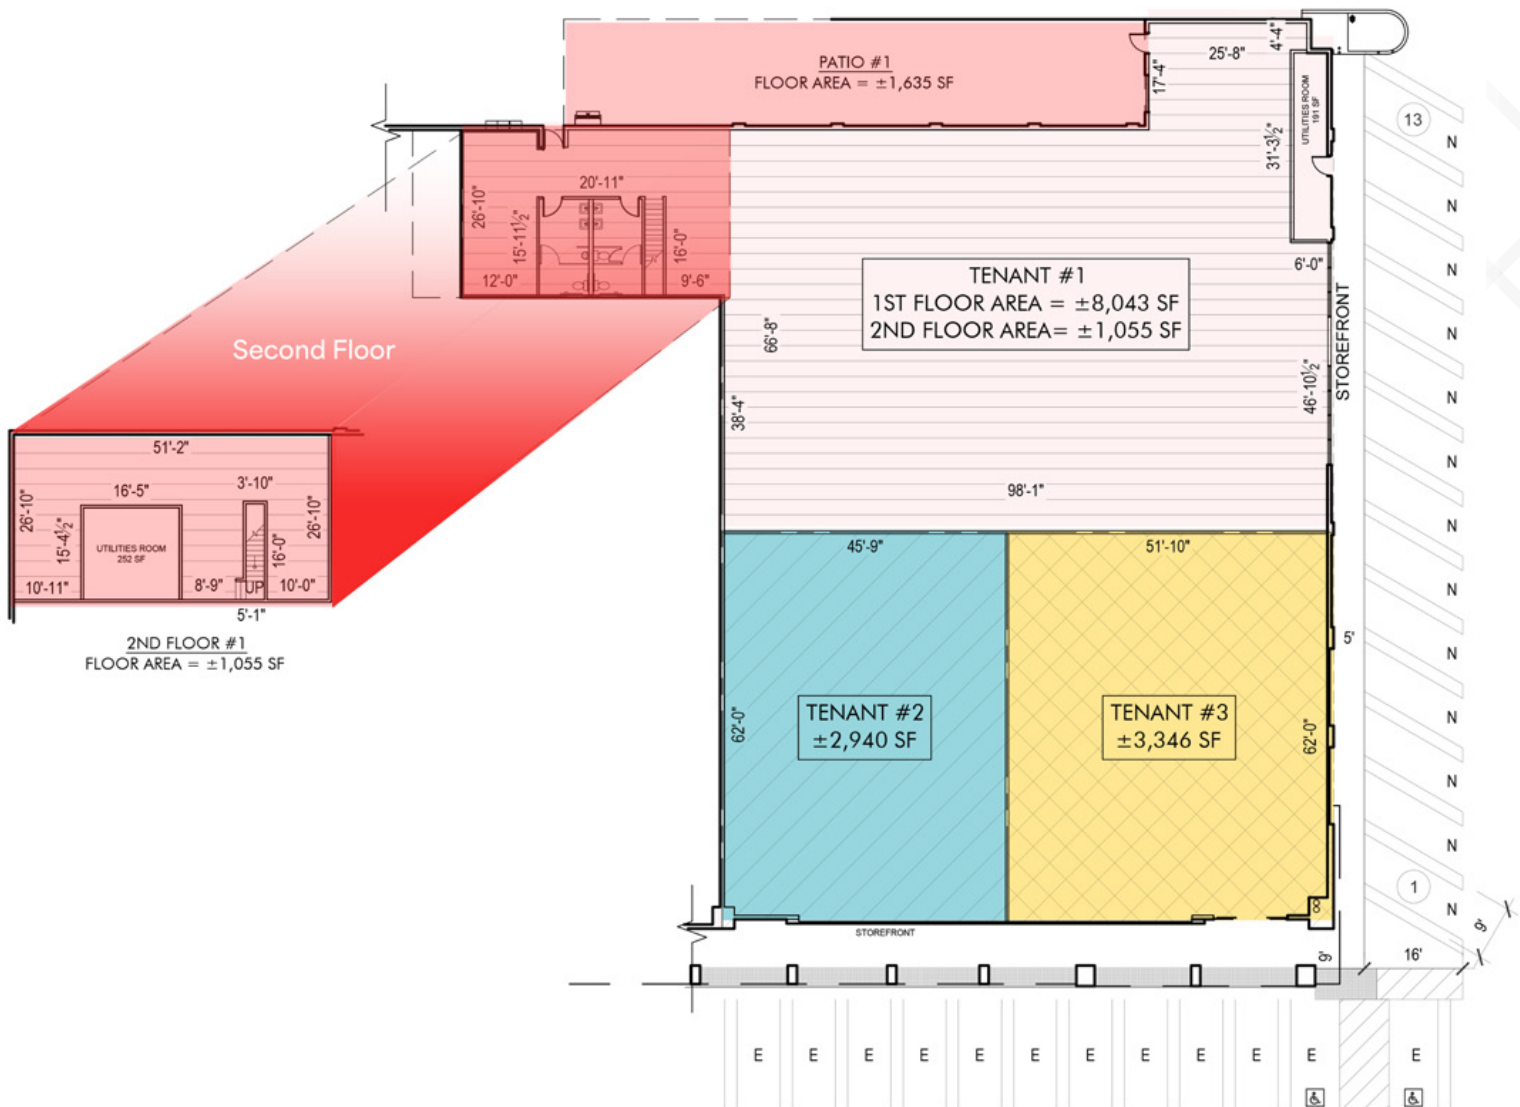 PATIO #1
FLOOR AREA = ±1,635 SF
25'-8"
4'-4"
17'-4"
UTILITIES ROOM
191 SF
31'-3½"
13
N
20'-11"
26'-10"
15'-11½"
16'-0"
12'-0"
9'-6"
N
N
6'-0"
TENANT #1
1ST FLOOR AREA = ±8,043 SF
2ND FLOOR AREA= ±1,055 SF
STOREFRONT
66'-8"
N
Second Floor
46'-10½"
38'-4"
N
51'-2"
N
98'-1"
16'-5"
3'-10"
26'-10"
15'-4½"
UTILITIES ROOM
252 SF
26'-10"
16'-0"
10'-11"
8'-9"
UP
10'-0"
5'-1"
45'-9"
51'-10"
N
N
2ND FLOOR #1
FLOOR AREA = ±1,055 SF
5'
N
TENANT #2
±2,940 SF
TENANT #3
±3,346 SF
62'-0"
62'-0"
N
N
N
1
N
STOREFRONT
9'
9'
16'
N
E
E
E
E
E
E
E
E
E
E
E
E